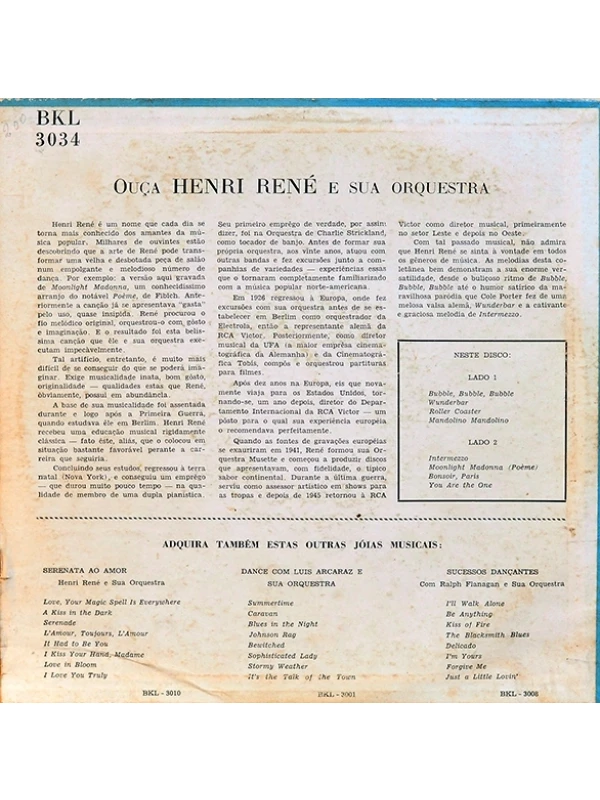 BKL
3034
OUÇA HENRI RENÉ E SUA ORQUESTRA
Henri René é um nome que cada dia se
torna mais conhecido dos amantes da mú-
sica popular. Milhares de ouvintes estão
descobrindo que a arte de René pode trans-
formar uma velha e desbotada peça de salão
num empolgante e melodioso número de
dança. Por exemplo: a versão aqui gravada
de Moonlight Madonna, um conhecidíssimo
arranjo do notável Poème, de Fibich. Ante-
riormente a canção já se apresentava "gasta"
pelo uso, quase insípida. René procurou o
fio melódico original, orquestrou-o com gôsto
e imaginação. E o resultado foi esta belís-
sima canção que êle e sua orquestra exe-
cutam impecàvelmente.
Tal artifício, entretanto, é muito mais
difícil de se conseguir do que se poderá ima-
ginar. Exige musicalidade inata, bom gôsto,
originalidade — qualidades estas que René,
òbviamente, possui em abundância.
A base de sua musicalidade foi assentada
durante e logo após a Primeira Guerra,
quando estudava êle em Berlim. Henri René
recebeu uma educação musical rìgidamente
clássica — fato êste, aliás, que o colocou em
situação bastante favorável perante a car-
reira que seguiria.
Concluindo seus estudos, regressou à terra
natal (Nova York), e conseguiu um emprêgo
— que durou muito pouco tempo — na qua-
lidade de membro de uma dupla pianística.
Seu primeiro emprêgo de verdade, por assim
dizer, foi na Orquestra de Charlie Strickland,
como tocador de banjo. Antes de formar sua
própria orquestra, aos vinte anos, atuou com
outras bandas e fez excursões junto a com-
panhias de variedades — experiências essas
que o tornaram completamente familiarizado
com a música popular norte-americana.
Em 1926 regressou à Europa, onde fez
excursões com sua orquestra antes de se es-
tabelecer em Berlim como orquestrador da
Electrola, então a representante alemã da
RCA Victor. Posteriormente, como diretor
musical da UFA (a maior emprêsa cinema-
tográfica da Alemanha) e da Cinematográ-
fica Tobis, compôs e orquestrou partituras
para filmes.
Após dez anos na Europa, eis que nova-
mente viaja para os Estados Unidos, tor-
nando-se, um ano depois, diretor do Depar-
tamento Internacional da RCA Victor — um
pôsto para o qual sua experiência européia
o recomendava perfeitamente.
Quando as fontes de gravações européias
se exauriram em 1941, René formou sua Or-
questra Musette e começou a produzir discos
que apresentavam, com fidelidade, o típico
sabor continental. Durante a última guerra,
serviu como assessor artístico em shows para
as tropas e depois de 1945 retornou à RCA
Victor como diretor musical, primeiramente
no setor Leste e depois no Oeste.
Com tal passado musical, não admira
que Henri René se sinta à vontade em todos
os gêneros de música. As melodias desta co-
letânea bem demonstram a sua enorme ver-
satilidade, desde o buliçoso ritmo de Bubble,
Bubble, Bubble até o humor satírico da ma-
ravilhosa paródia que Cole Porter fez de uma
melosa valsa alemã, Wunderbar e a cativante
e graciosa melodia de Intermezzo.
NESTE DISCO:
LADO 1
Bubble, Bubble, Bubble
Wunderbar
Roller Coaster
Mandolino Mandolino
LADO 2
Intermezzo
Moonlight Madonna (Poème)
Bonsoir, Paris
You Are the One
ADQUIRA TAMBÉM ESTAS OUTRAS JÓIAS MUSICAIS:
SERENATA AO AMOR
Henri René e Sua Orquestra
Love, Your Magic Spell Is Everywhere
A Kiss in the Dark
Serenade
L'Amour, Toujours, L'Amour
It Had to Be You
I Kiss Your Hand, Madame
Love in Bloom
I Love You Truly
BKL - 3010
DANCE COM LUIS ARCARAZ E
SUA ORQUESTRA
Summertime
Caravan
Blues in the Night
Johnson Rag
Bewitched
Sophisticated Lady
Stormy Weather
It's the Talk of the Town
BKL - 3001
SUCESSOS DANÇANTES
Com Ralph Flanagan e Sua Orquestra
I'll Walk Alone
Be Anything
Kiss of Fire
The Blacksmith Blues
Delicado
I'm Yours
Forgive Me
Just a Little Lovin'
BKL - 3008